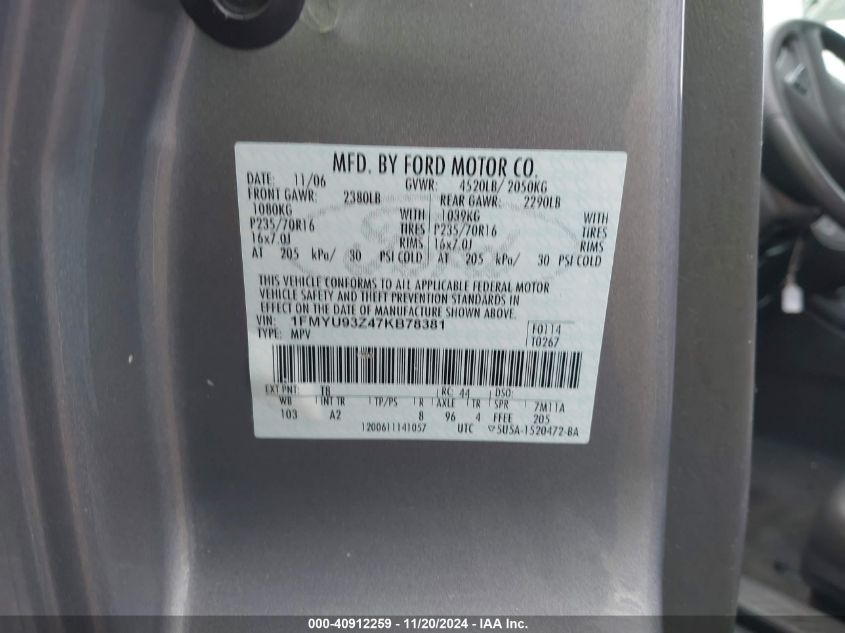 MFD. BY FORD MOTOR CO.
DATE: 11/06 GVWR: 4520LB/ 2050KG
FRONT GAWR: 2380LB REAR GAWR: 2290LB
1080KG WITH 1039KG WITH
P235/70R16 TIRES P235/70R16 TIRES
16x7.0J RIMS 16x7.0J RIMS
AT 205 kPa/ 30 PSI COLD AT 205 kPa/ 30 PSI COLD
THIS VEHICLE CONFORMS TO ALL APPLICABLE FEDERAL MOTOR
VEHICLE SAFETY AND THEFT PREVENTION STANDARDS IN
EFFECT ON THE DATE OF MANUFACTURE SHOWN ABOVE.
VIN: 1FMYU93Z47KB78381 F0114
TYPE: MPV T0267
EXT PNT: T8 RC: 44 DSO:
WB INT TR TP/PS R AXLE TR SPR 7M11A
103 A2 8 96 4 FFEE 205
1200611141057 UTC 5U5A-1520472-BA
000-40912259 - 11/20/2024 - IAA Inc.